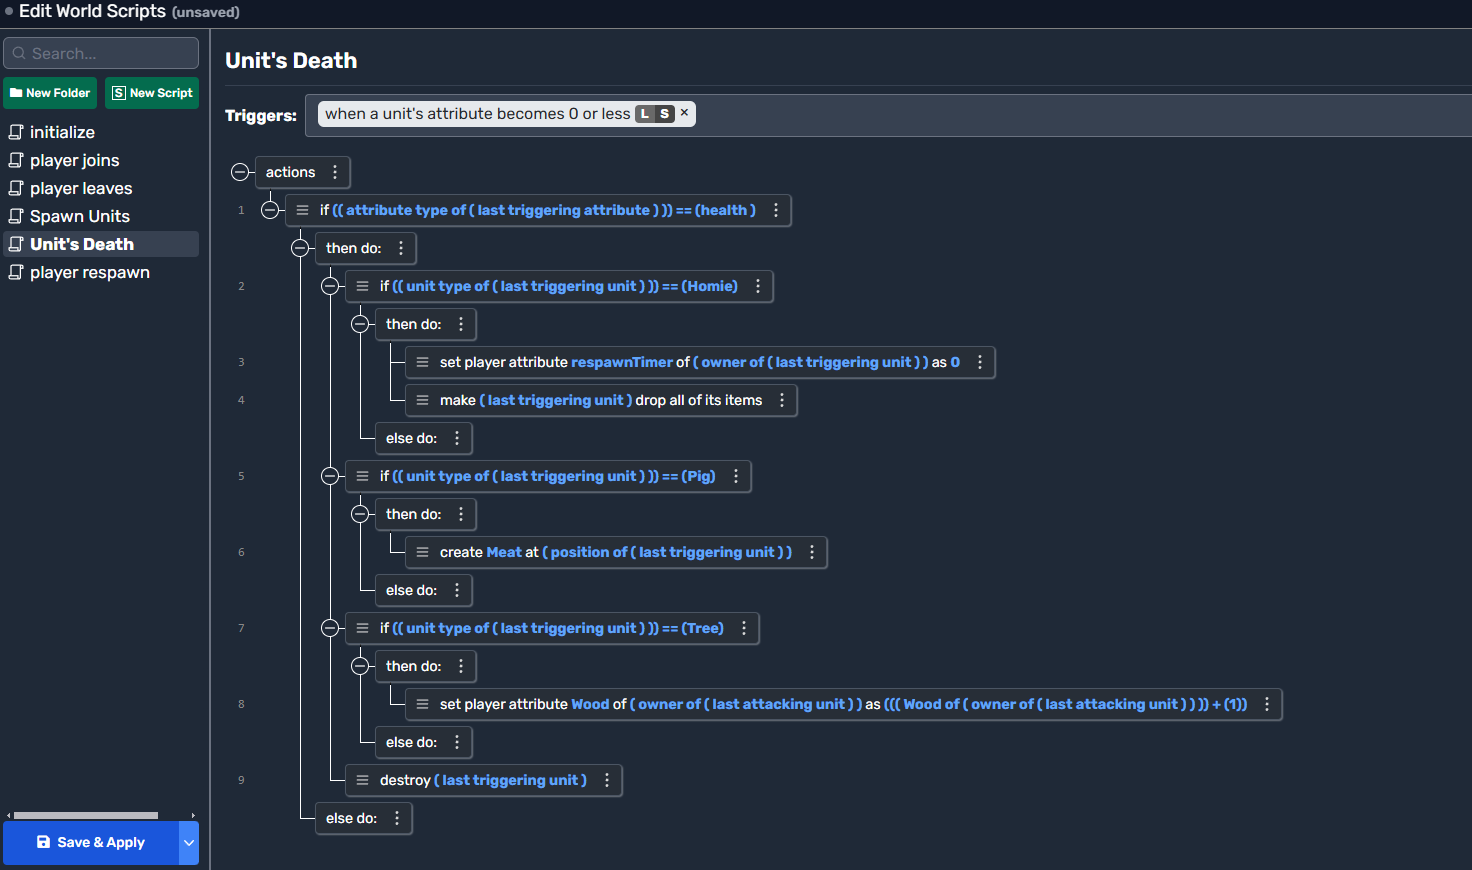 Edit World Scripts (unsaved)
Search...
New Folder
S New Script
initialize
player joins
player leaves
Spawn Units
Unit's Death
player respawn
Save & Apply
Unit's Death
Triggers: when a unit's attribute becomes 0 or less L S ×
actions
1 if (( attribute type of ( last triggering attribute ) )) == (health )
then do:
2 if (( unit type of ( last triggering unit ) )) == (Homie)
then do:
3 set player attribute respawnTimer of ( owner of ( last triggering unit ) ) as 0
4 make ( last triggering unit ) drop all of its items
else do:
5 if (( unit type of ( last triggering unit ) )) == (Pig)
then do:
6 create Meat at ( position of ( last triggering unit ) )
else do:
7 if (( unit type of ( last triggering unit ) )) == (Tree)
then do:
8 set player attribute Wood of ( owner of ( last attacking unit ) ) as ((( Wood of ( owner of ( last attacking unit ) ) )) + (1))
else do:
9 destroy ( last triggering unit )
else do: